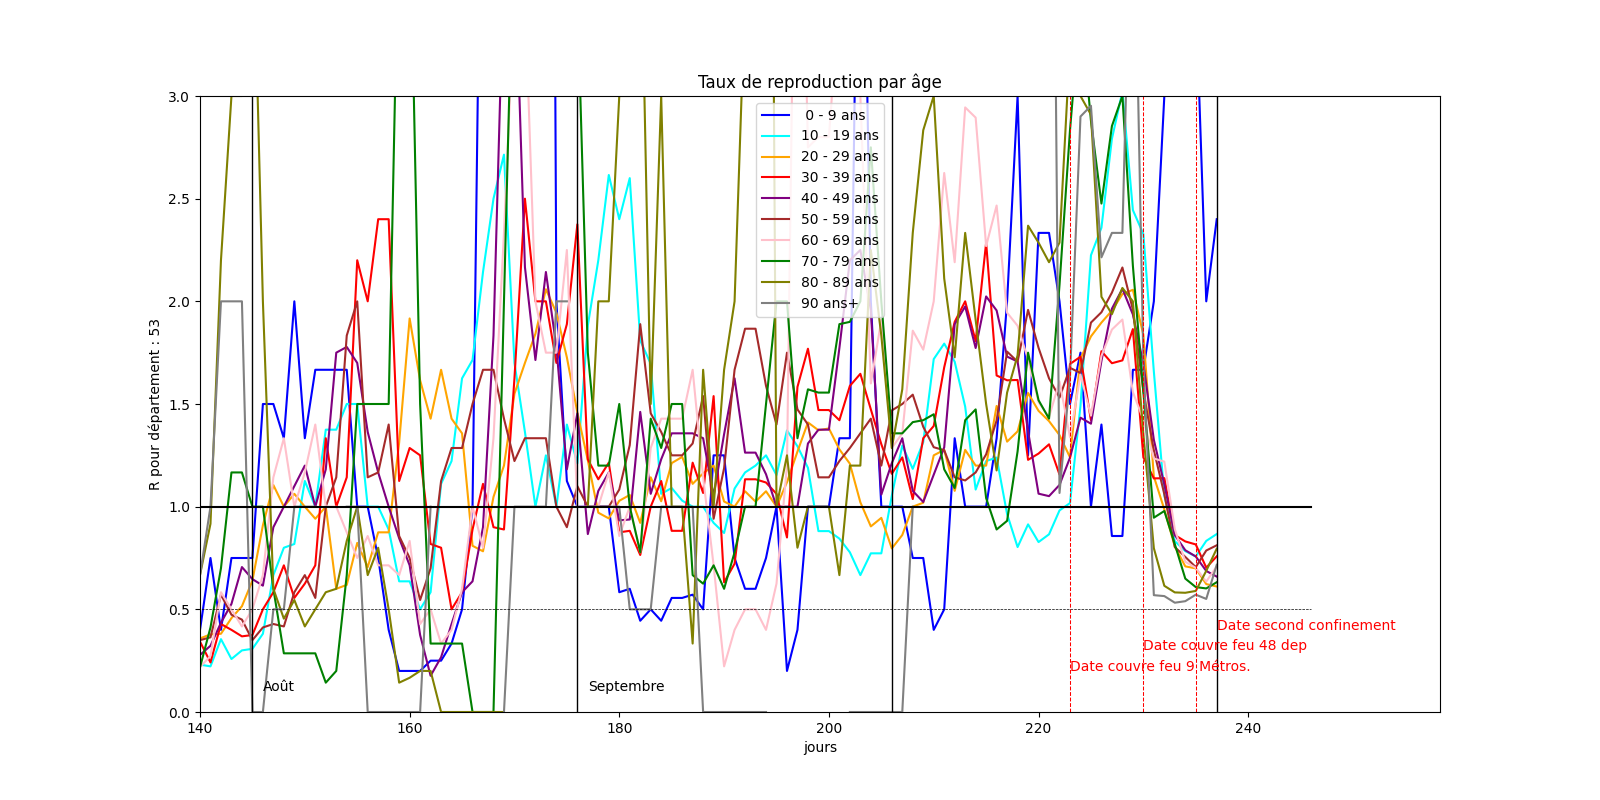 Taux de reproduction par âge
R pour département : 53
3.0
2.5
2.0
1.5
1.0
0.5
0.0
0 - 9 ans
10 - 19 ans
20 - 29 ans
30 - 39 ans
40 - 49 ans
50 - 59 ans
60 - 69 ans
70 - 79 ans
80 - 89 ans
90 ans+
Date second confinement
Date couvre feu 48 dep
Date couvre feu 9 Métros.
Août
Septembre
140
160
180
200
220
240
jours